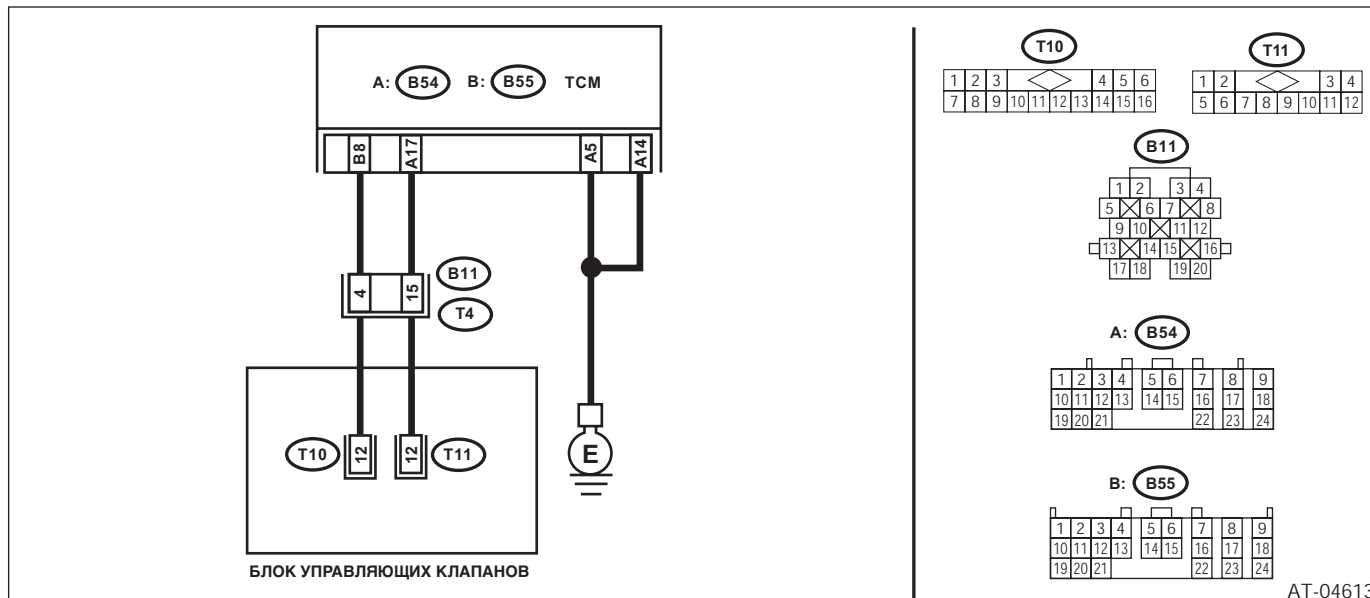 A: B54 B: B55 TCM
B8 A17 A5 A14
B11
4 15
T4
T10 12 12 T11
E
БЛОК УПРАВЛЯЮЩИХ КЛАПАНОВ
T10
1 2 3 4 5 6
7 8 9 10 11 12 13 14 15 16
T11
1 2 3 4
5 6 7 8 9 10 11 12
B11
1 2 3 4
5 6 7 8
9 10 11 12
13 14 15 16
17 18 19 20
A: B54
1 2 3 4 5 6 7 8 9
10 11 12 13 14 15 16 17 18
19 20 21 22 23 24
B: B55
1 2 3 4 5 6 7 8 9
10 11 12 13 14 15 16 17 18
19 20 21 22 23 24
AT-04613